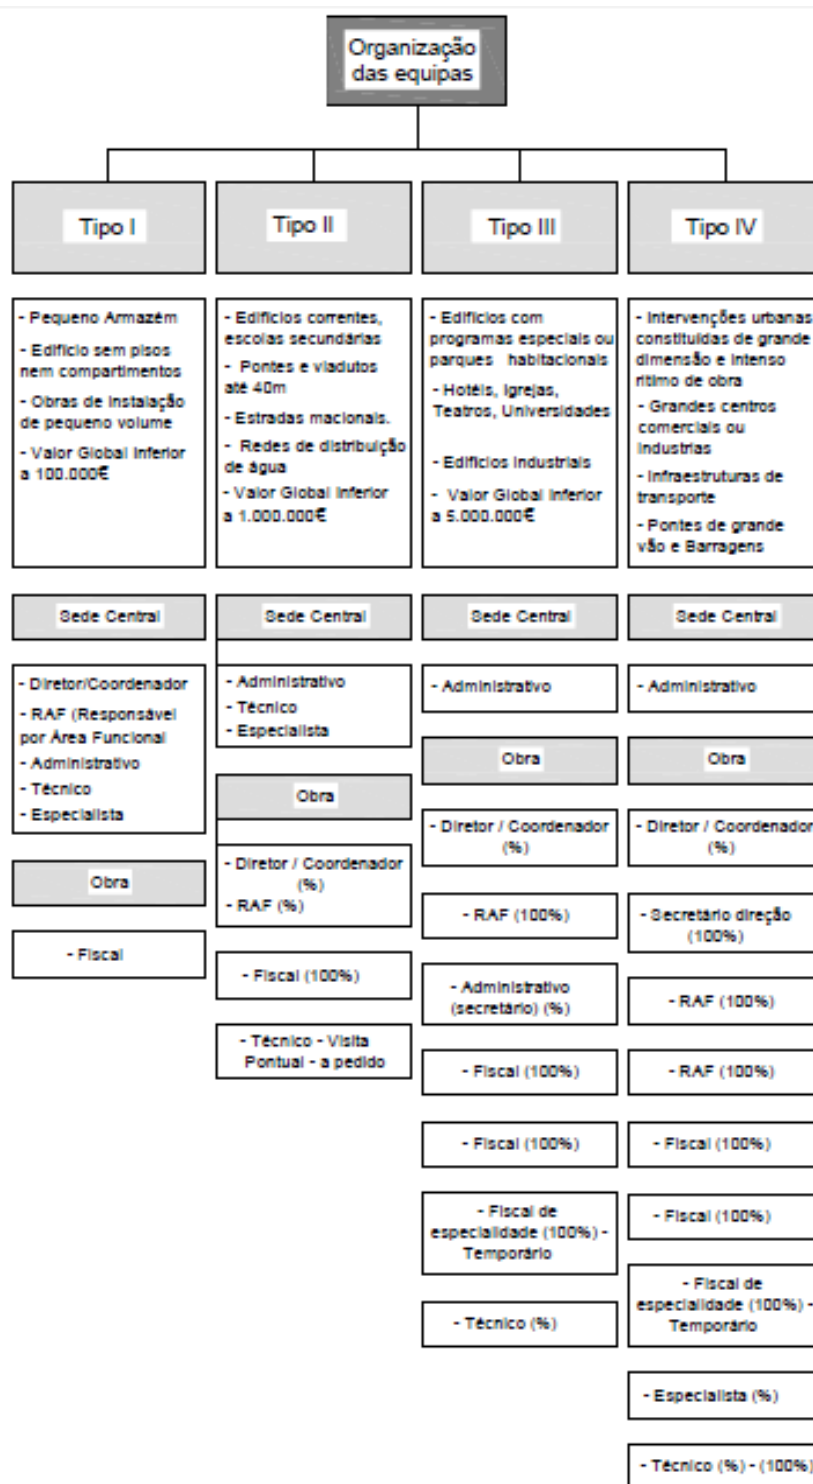 Organização
das equipas
Tipo I
- Pequeno Armazém
- Edifício sem pisos
nem compartimentos
- Obras de Instalação
de pequeno volume
- Valor Global Inferior
a 100.000€
Sede Central
- Diretor/Coordenador
- RAF (Responsável
por Área Funcional
- Administrativo
- Técnico
- Especialista
Obra
- Fiscal
Tipo II
- Edifícios correntes,
escolas secundárias
- Pontes e viadutos
até 40m
- Estradas macionais.
- Redes de distribuição
de água
- Valor Global Inferior
a 1.000.000€
Sede Central
- Administrativo
- Técnico
- Especialista
Obra
- Diretor / Coordenador
(%)
- RAF (%)
- Fiscal (100%)
- Técnico - Visita
Pontual - a pedido
Tipo III
- Edifícios com
programas especiais ou
parques habitacionais
- Hotéis, Igrejas,
Teatros, Universidades
- Edifícios Industriais
- Valor Global Inferior
a 5.000.000€
Sede Central
- Administrativo
Obra
- Diretor / Coordenador
(%)
- RAF (100%)
- Administrativo
(secretário) (%)
- Fiscal (100%)
- Fiscal (100%)
- Fiscal de
especialidade (100%) -
Temporário
- Técnico (%)
Tipo IV
- Intervenções urbanas
constituídas de grande
dimensão e Intenso
ritimo de obra
- Grandes centros
comerciais ou
Industrias
- Infraestruturas de
transporte
- Pontes de grande
vão e Barragens
Sede Central
- Administrativo
Obra
- Diretor / Coordenador
(%)
- Secretário direção
(100%)
- RAF (100%)
- RAF (100%)
- Fiscal (100%)
- Fiscal (100%)
- Fiscal de
especialidade (100%) -
Temporário
- Especialista (%)
- Técnico (%) - (100%)